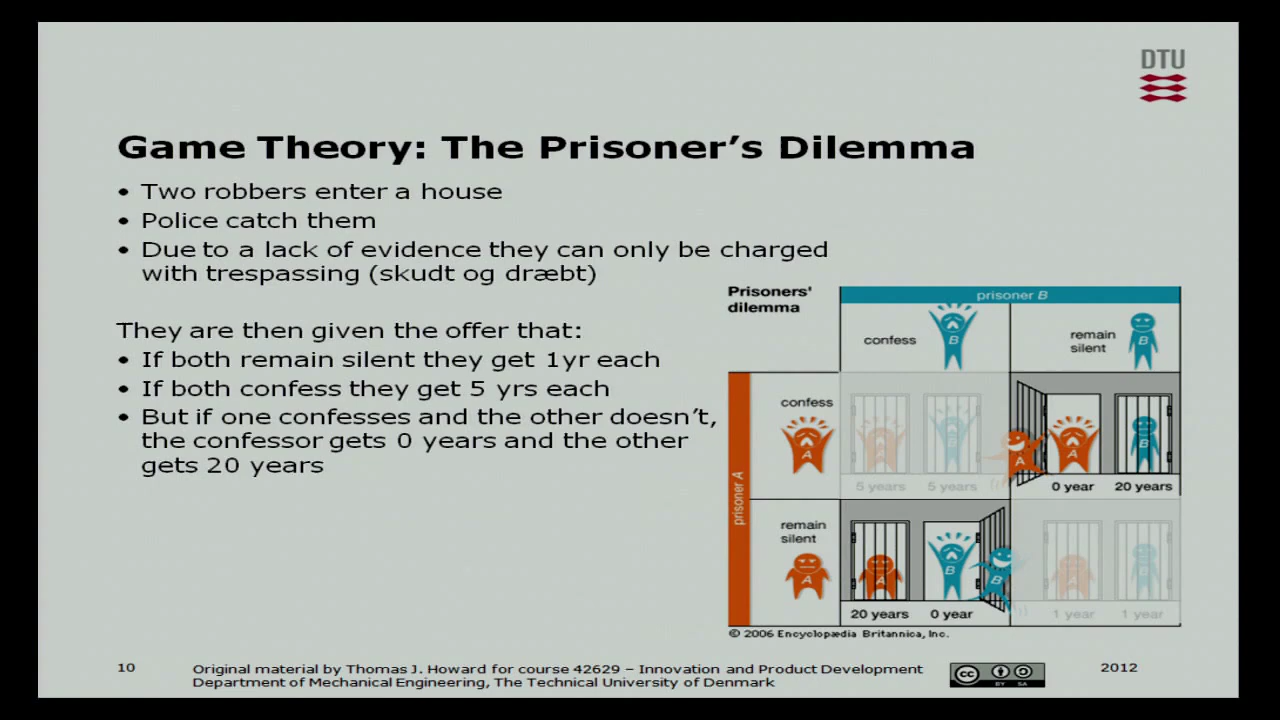 DTU
Game Theory: The Prisoner's Dilemma
• Two robbers enter a house
• Police catch them
• Due to a lack of evidence they can only be charged
with trespassing (skudt og dræbt)
They are then given the offer that:
• If both remain silent they get 1yr each
• If both confess they get 5 yrs each
• But if one confesses and the other doesn't,
the confessor gets 0 years and the other
gets 20 years
Prisoners'
dilemma
prisoner B
confess
B
remain
silent
B
prisoner A
confess
A
A
B
A
A
B
5 years 5 years
0 year 20 years
remain
silent
A
A
B
B
A
B
20 years 0 year
1 year 1 year
© 2006 Encyclopædia Britannica, Inc.
10
Original material by Thomas J. Howard for course 42629 – Innovation and Product Development
Department of Mechanical Engineering, The Technical University of Denmark
cc
BY SA
2012